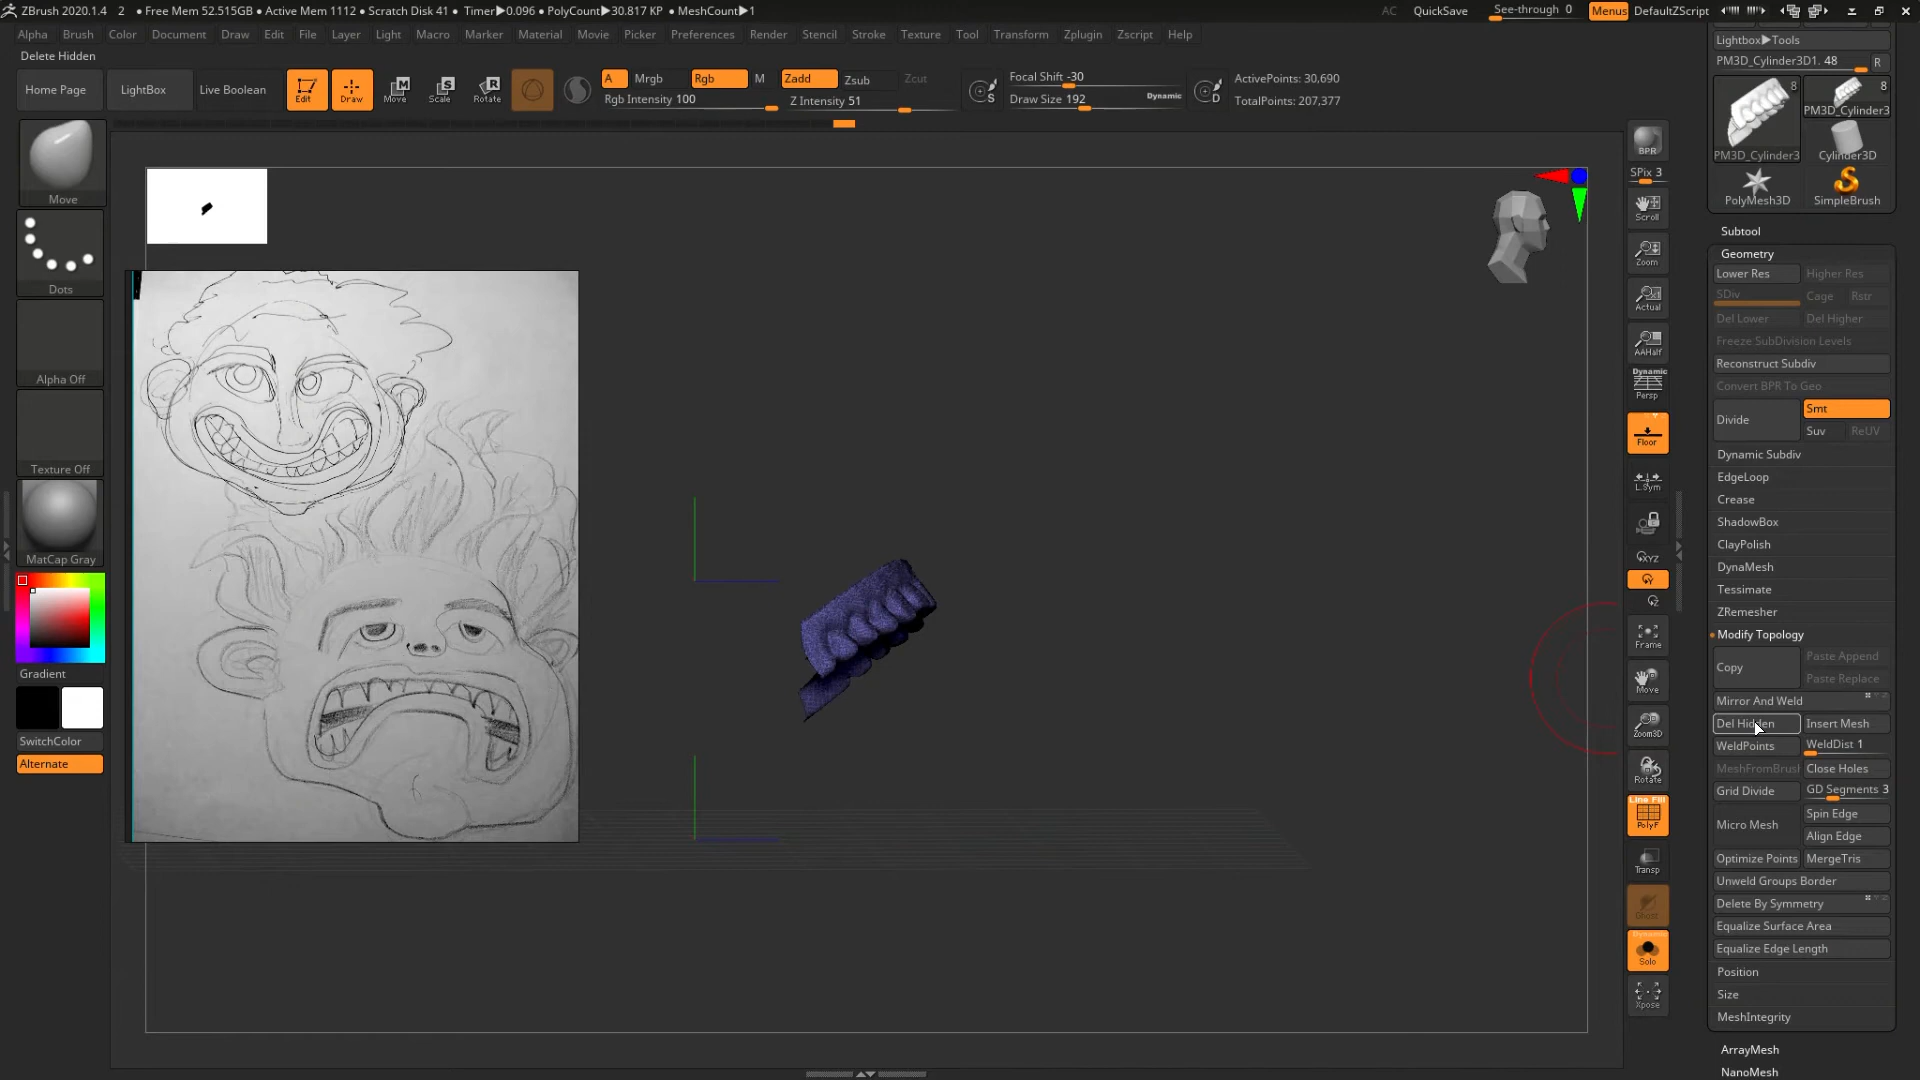 ZBrush 2020.1.4 2 • Free Mem 52.515GB • Active Mem 1112 • Scratch Disk 41 • Timer▶0.096 • PolyCount▶30.817 KP • MeshCount▶1
AC QuickSave See-through 0 Menus DefaultZScript
Alpha Brush Color Document Draw Edit File Layer Light Macro Marker Material Movie Picker Preferences Render Stencil Stroke Texture Tool Transform Zplugin Zscript Help
Delete Hidden
Home Page LightBox Live Boolean Edit Draw Move Scale Rotate
A Mrgb Rgb M Zadd Zsub Zcut
Rgb Intensity 100 Z Intensity 51
S Focal Shift -30
Draw Size 192 Dynamic D
ActivePoints: 30,690
TotalPoints: 207,377
Move
Dots
Alpha Off
Texture Off
MatCap Gray
Gradient
SwitchColor
Alternate
BPR
SPix 3
Scroll
Zoom
Actual
AAHalf
Dynamic
Persp
Floor
L.Sym
XYZ
Y
Z
Frame
Move
Zoom3D
Rotate
Line Fill
PolyF
Transp
Ghost
Dynamic
Solo
Xpose
Lightbox▶Tools
PM3D_Cylinder3D1. 48 R
8 8
PM3D_Cylinder3
PM3D_Cylinder3 Cylinder3D
PolyMesh3D SimpleBrush
Subtool
Geometry
Lower Res Higher Res
SDiv Cage Rstr
Del Lower Del Higher
Freeze SubDivision Levels
Reconstruct Subdiv
Convert BPR To Geo
Divide Smt
Suv ReUV
Dynamic Subdiv
EdgeLoop
Crease
ShadowBox
ClayPolish
DynaMesh
Tessimate
ZRemesher
Modify Topology
Copy Paste Append
Paste Replace
Mirror And Weld
Del Hidden Insert Mesh
WeldPoints WeldDist 1
MeshFromBrush Close Holes
Grid Divide GD Segments 3
Micro Mesh Spin Edge
Align Edge
Optimize Points MergeTris
Unweld Groups Border
Delete By Symmetry
Equalize Surface Area
Equalize Edge Length
Position
Size
MeshIntegrity
ArrayMesh
NanoMesh